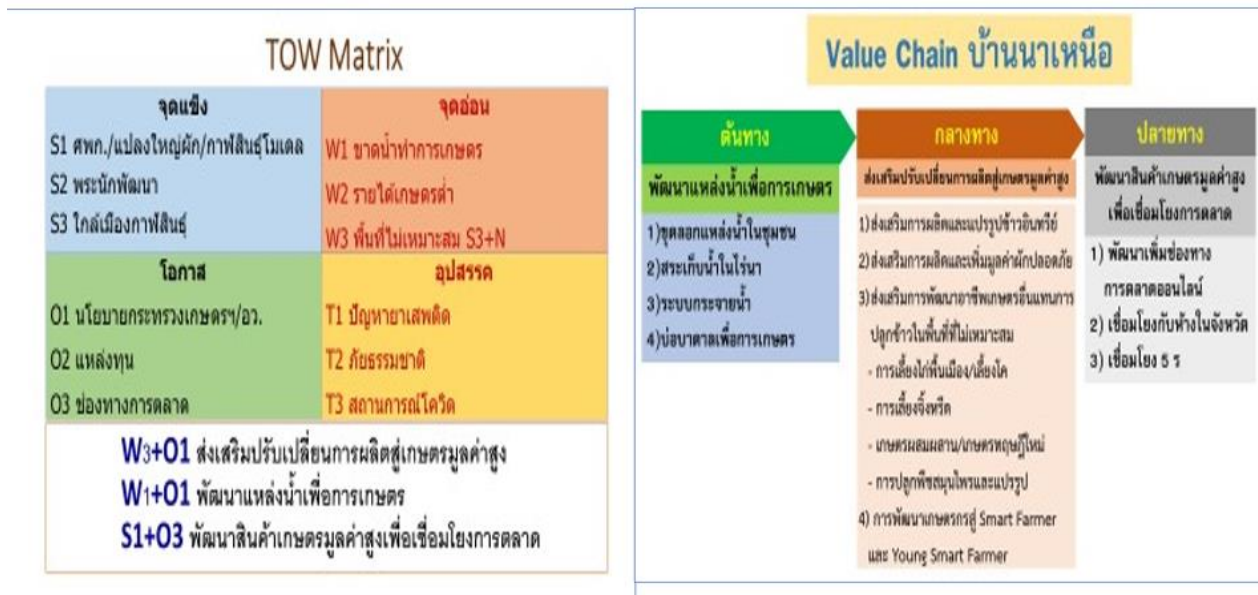 TOW Matrix
จุดแข็ง
S1 ศพก./แปลงใหญ่ผัก/กาฬสินธุ์โมเดล
S2 พระนักพัฒนา
S3 ใกล้เมืองกาฬสินธุ์
จุดอ่อน
W1 ขาดน้ำทำการเกษตร
W2 รายได้เกษตรต่ำ
W3 พื้นที่ไม่เหมาะสม S3+N
โอกาส
O1 นโยบายกระทรวงเกษตรฯ/อว.
O2 แหล่งทุน
O3 ช่องทางการตลาด
อุปสรรค
T1 ปัญหายาเสพติด
T2 ภัยธรรมชาติ
T3 สถานการณ์โควิด
W3+O1 ส่งเสริมปรับเปลี่ยนการผลิตสู่เกษตรมูลค่าสูง
W1+O1 พัฒนาแหล่งน้ำเพื่อการเกษตร
S1+O3 พัฒนาสินค้าเกษตรมูลค่าสูงเพื่อเชื่อมโยงการตลาด
Value Chain บ้านนาเหนือ
ต้นทาง
พัฒนาแหล่งน้ำเพื่อการเกษตร
1)ขุดลอกแหล่งน้ำในชุมชน
2)สระเก็บน้ำในไร่นา
3)ระบบกระจายน้ำ
4)บ่อบาดาลเพื่อการเกษตร
กลางทาง
ส่งเสริมปรับเปลี่ยนการผลิตสู่เกษตรมูลค่าสูง
1)ส่งเสริมการผลิตและแปรรูปข้าวอินทรีย์
2)ส่งเสริมการผลิตและเพิ่มมูลค่าผักปลอดภัย
3)ส่งเสริมการพัฒนาอาชีพเกษตรอื่นแทนการ
ปลูกข้าวในพื้นที่ที่ไม่เหมาะสม
- การเลี้ยงไก่พื้นเมือง/เลี้ยงโค
- การเลี้ยงจิ้งหรีด
- เกษตรผสมผสาน/เกษตรทฤษฎีใหม่
- การปลูกพืชสมุนไพรและแปรรูป
4) การพัฒนาเกษตรกรสู่ Smart Farmer
และ Young Smart Farmer
ปลายทาง
พัฒนาสินค้าเกษตรมูลค่าสูง
เพื่อเชื่อมโยงการตลาด
1) พัฒนาเพิ่มช่องทาง
การตลาดออนไลน์
2) เชื่อมโยงกับห้างในจังหวัด
3) เชื่อมโยง 5 ร